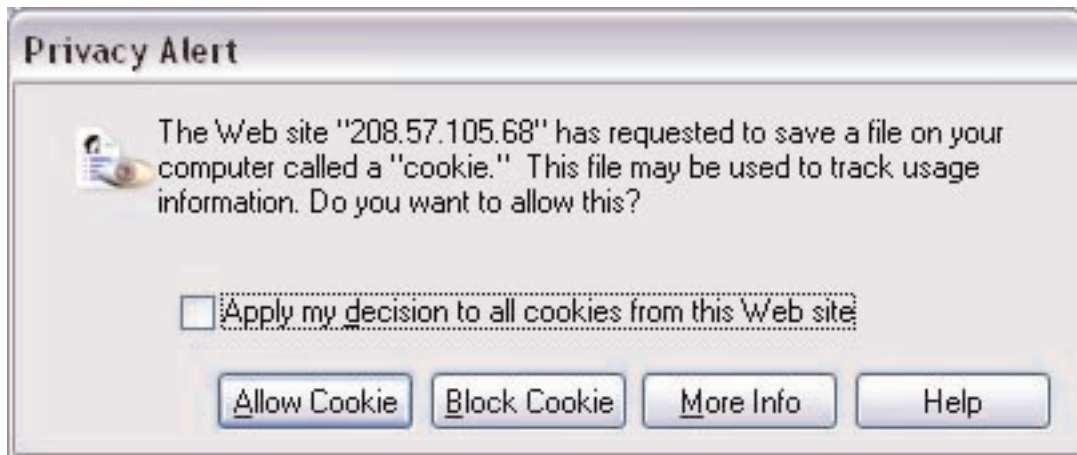 Privacy Alert
The Web site "208.57.105.68" has requested to save a file on your
computer called a "cookie." This file may be used to track usage
information. Do you want to allow this?
Apply my decision to all cookies from this Web site
Allow Cookie Block Cookie More Info Help